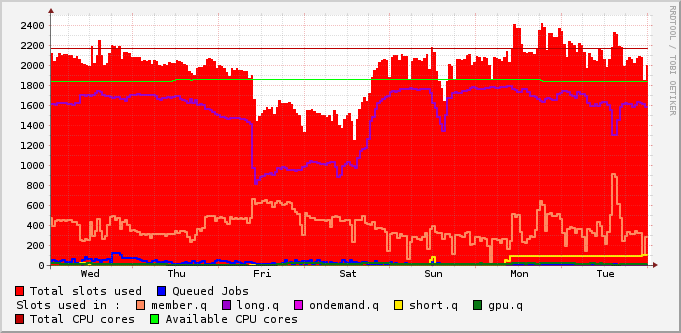 2400
2200
2000
1800
1600
1400
1200
1000
800
600
400
200
0
Wed Thu Fri Sat Sun Mon Tue
Total slots used Queued Jobs
Slots used in : member.q long.q ondemand.q short.q gpu.q
Total CPU cores Available CPU cores
RRDTOOL / TOBI OETIKER